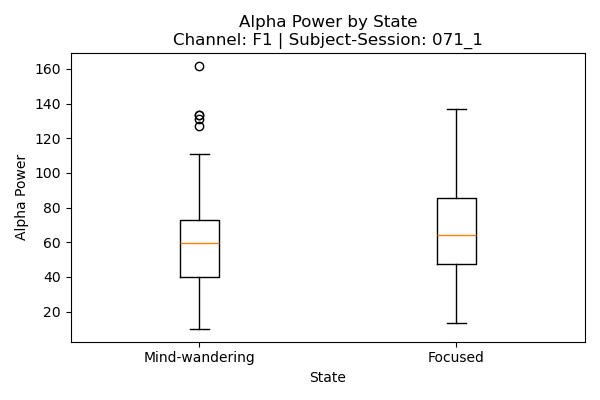 Alpha Power by State
Channel: F1 | Subject-Session: 071_1
Alpha Power
160
140
120
100
80
60
40
20
Mind-wandering
Focused
State